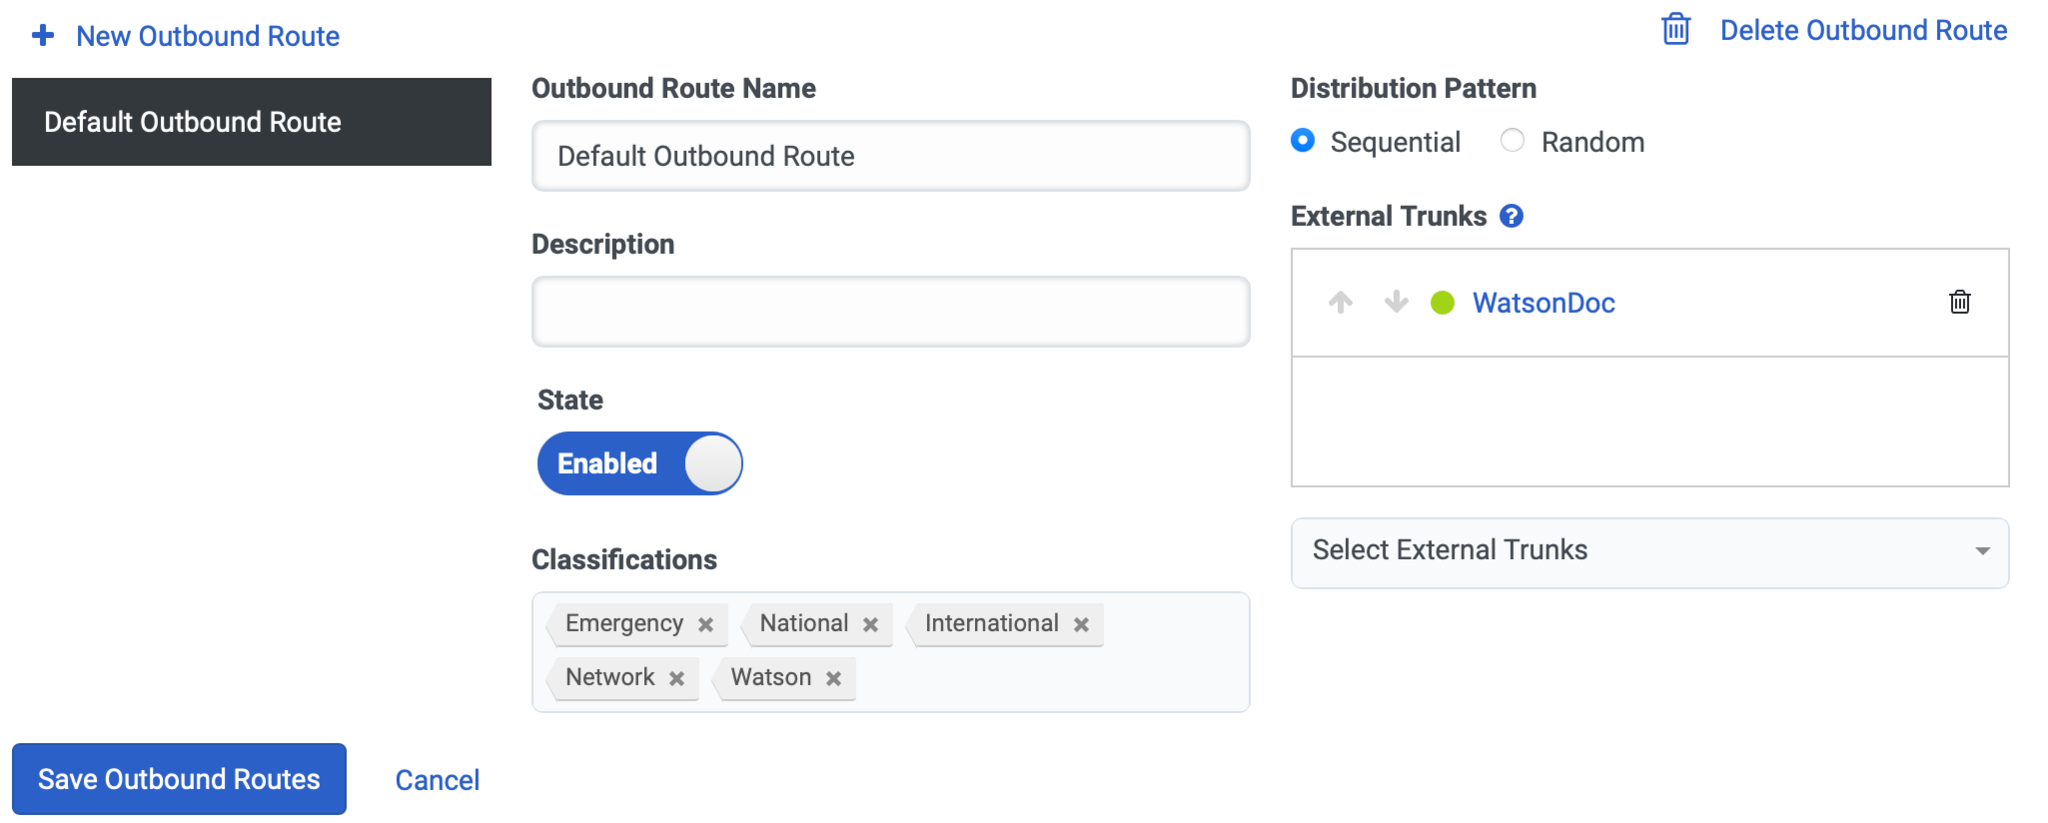 New Outbound Route
Delete Outbound Route
Default Outbound Route
Outbound Route Name
Default Outbound Route
Description
State
Enabled
Classifications
Emergency × National × International ×
Network × Watson ×
Distribution Pattern
Sequential Random
External Trunks ?
WatsonDoc
Select External Trunks
Save Outbound Routes Cancel